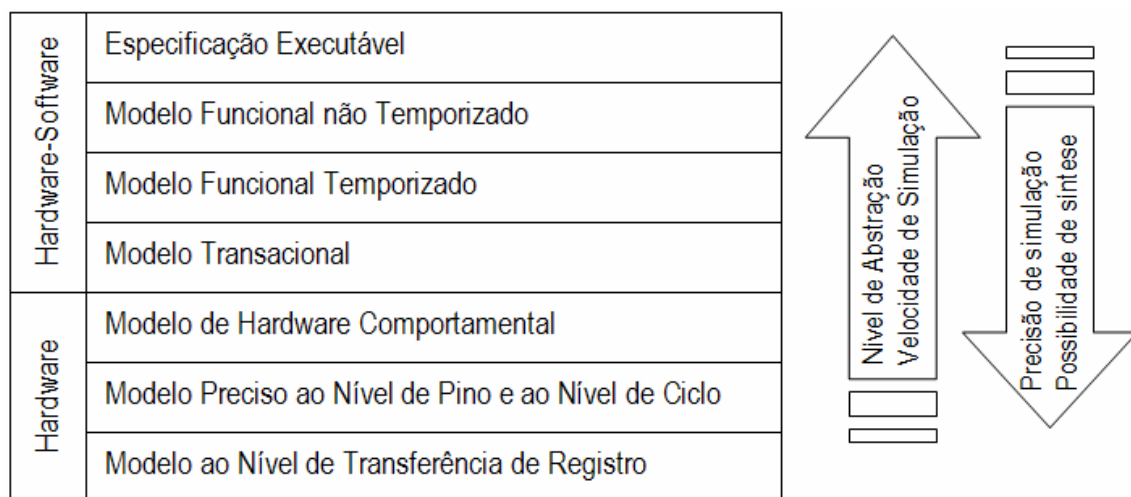 Hardware-Software
Especificação Executável
Modelo Funcional não Temporizado
Modelo Funcional Temporizado
Modelo Transacional
Hardware
Modelo de Hardware Comportamental
Modelo Preciso ao Nível de Pino e ao Nível de Ciclo
Modelo ao Nível de Transferência de Registro
Nível de Abstração
Velocidade de Simulação
Precisão de simulação
Possibilidade de síntese